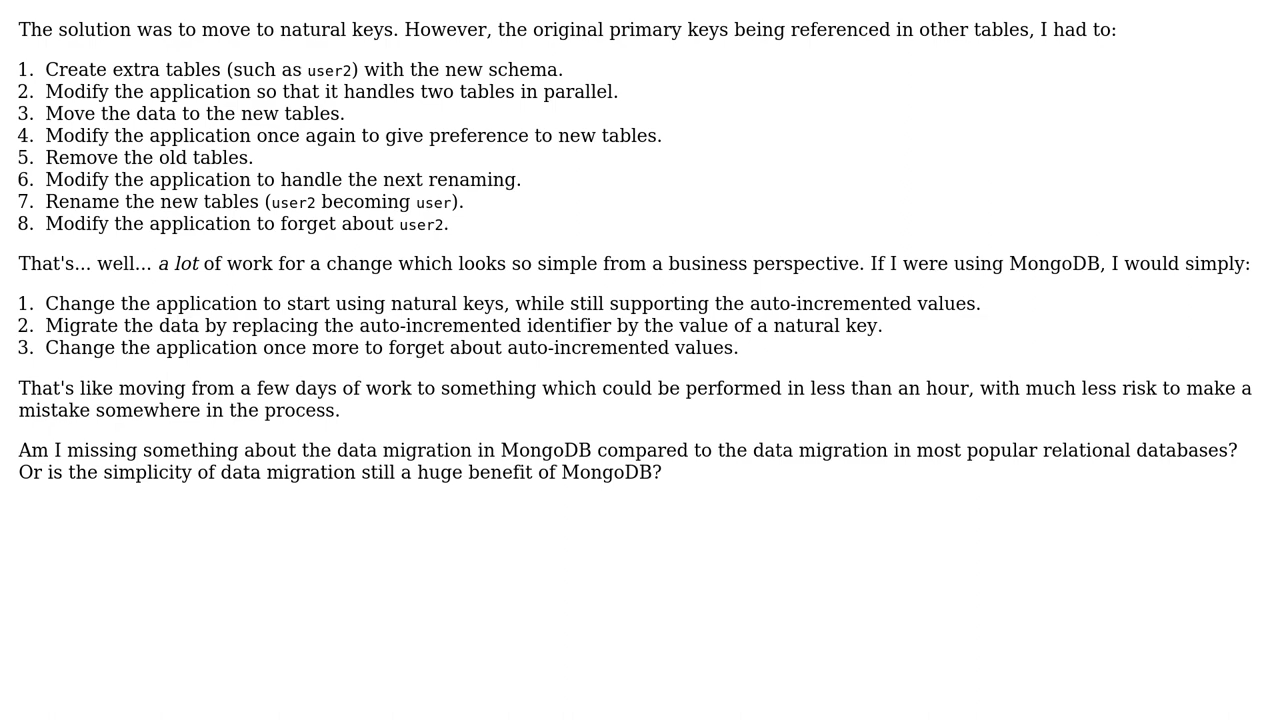 The solution was to move to natural keys. However, the original primary keys being referenced in other tables, I had to:
1. Create extra tables (such as user2) with the new schema.
2. Modify the application so that it handles two tables in parallel.
3. Move the data to the new tables.
4. Modify the application once again to give preference to new tables.
5. Remove the old tables.
6. Modify the application to handle the next renaming.
7. Rename the new tables (user2 becoming user).
8. Modify the application to forget about user2.
That's... well... a lot of work for a change which looks so simple from a business perspective. If I were using MongoDB, I would simply:
1. Change the application to start using natural keys, while still supporting the auto-incremented values.
2. Migrate the data by replacing the auto-incremented identifier by the value of a natural key.
3. Change the application once more to forget about auto-incremented values.
That's like moving from a few days of work to something which could be performed in less than an hour, with much less risk to make a
mistake somewhere in the process.
Am I missing something about the data migration in MongoDB compared to the data migration in most popular relational databases?
Or is the simplicity of data migration still a huge benefit of MongoDB?